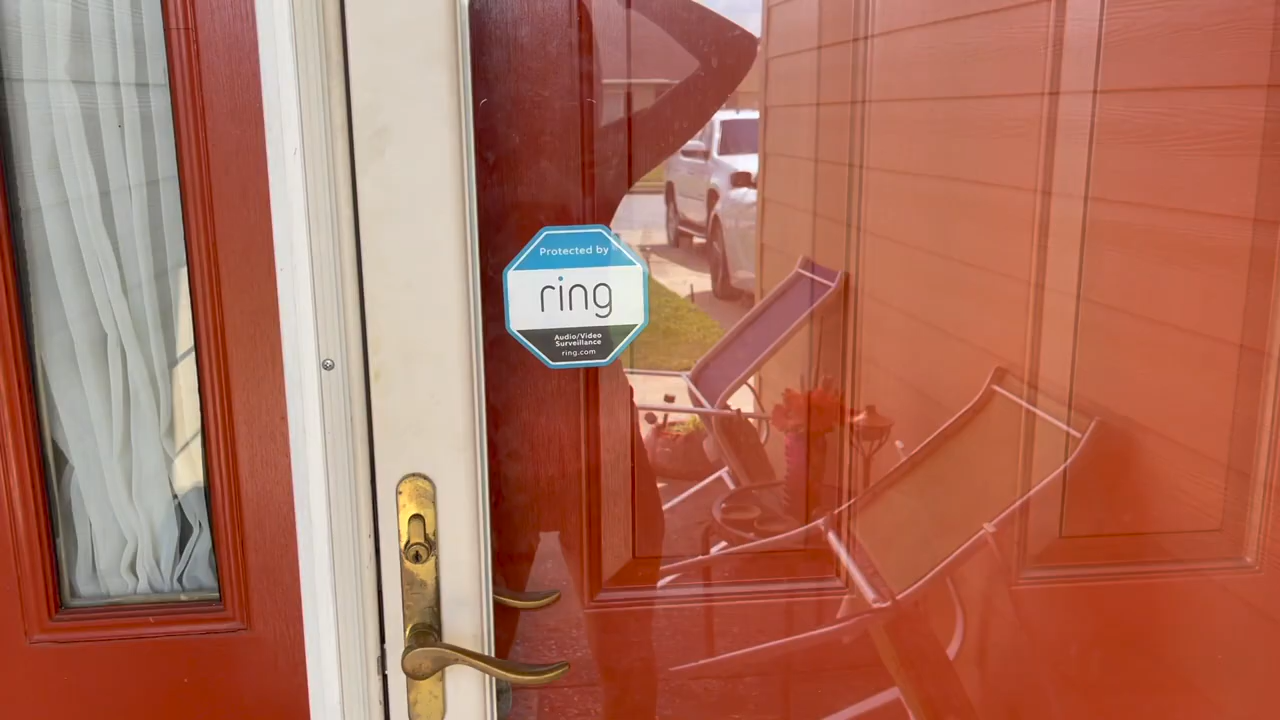 Protected by
ring
Audio/Video
Surveillance
ring.com